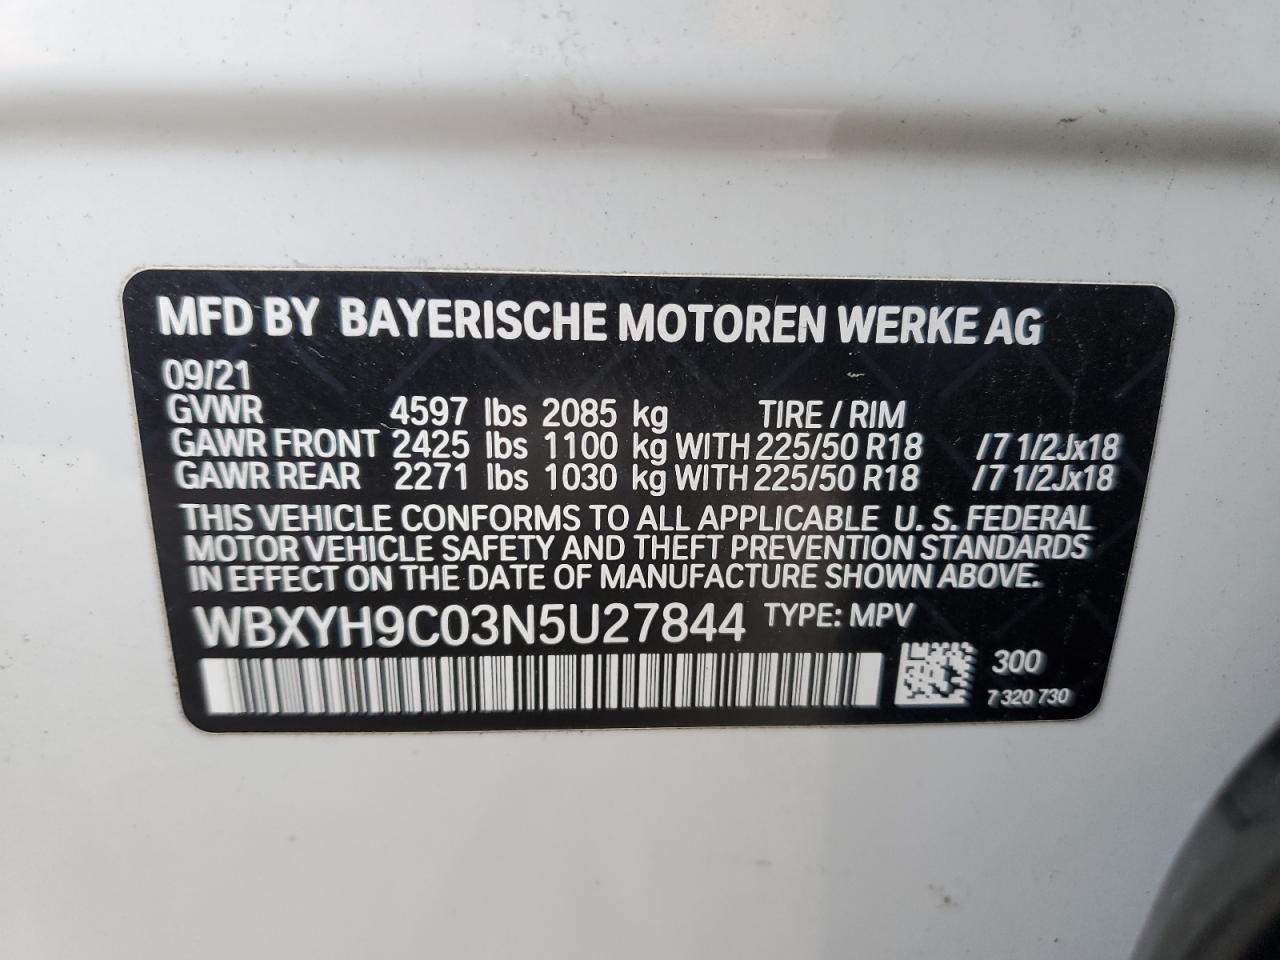 MFD BY BAYERISCHE MOTOREN WERKE AG
09/21
GVWR 4597 lbs 2085 kg TIRE / RIM
GAWR FRONT 2425 lbs 1100 kg WITH 225/50 R18 /7 1/2Jx18
GAWR REAR 2271 lbs 1030 kg WITH 225/50 R18 /7 1/2Jx18
THIS VEHICLE CONFORMS TO ALL APPLICABLE U. S. FEDERAL
MOTOR VEHICLE SAFETY AND THEFT PREVENTION STANDARDS
IN EFFECT ON THE DATE OF MANUFACTURE SHOWN ABOVE.
WBXYH9C03N5U27844 TYPE: MPV
300
7 320 730